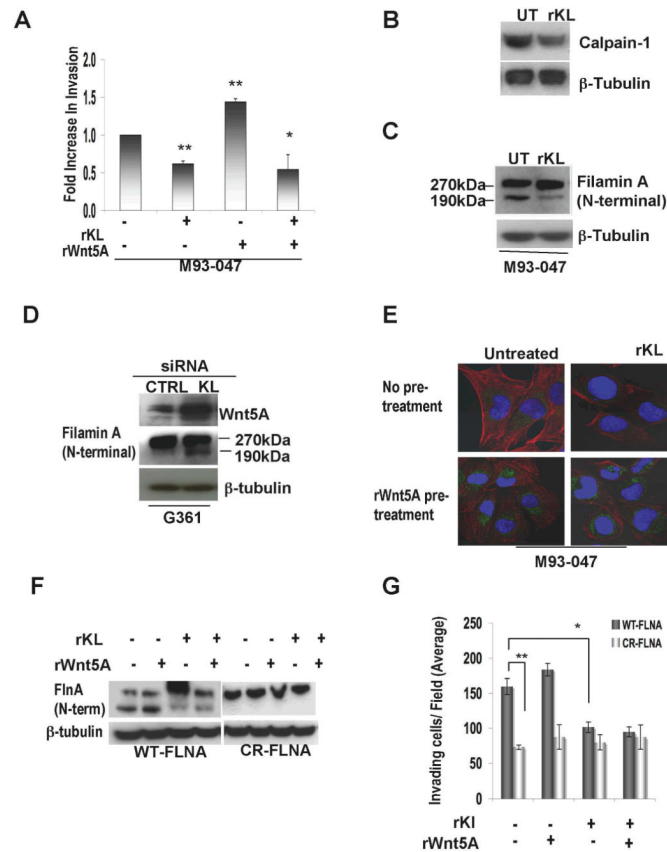 A
Fold Increase In Invasion
2.0
1.5
1.0
0.5
0.0
**
**
*
rKL - + - +
rWnt5A - - + +
M93-047
B
UT rKL
Calpain-1
β-Tubulin
C
UT rKL
270kDa
190kDa
Filamin A
(N-terminal)
β-Tubulin
M93-047
D
siRNA
CTRL KL
Wnt5A
Filamin A
(N-terminal)
270kDa
190kDa
β-tubulin
G361
E
Untreated rKL
No pre-
treatment
rWnt5A pre-
treatment
M93-047
F
rKL - - + + - - + +
rWnt5A - + - + - + - +
FlnA
(N-term)
β-tubulin
WT-FLNA CR-FLNA
G
Invading cells/ Field (Average)
250
200
150
100
50
0
WT-FLNA
CR-FLNA
*
**
rKl - - + +
rWnt5A - + - +